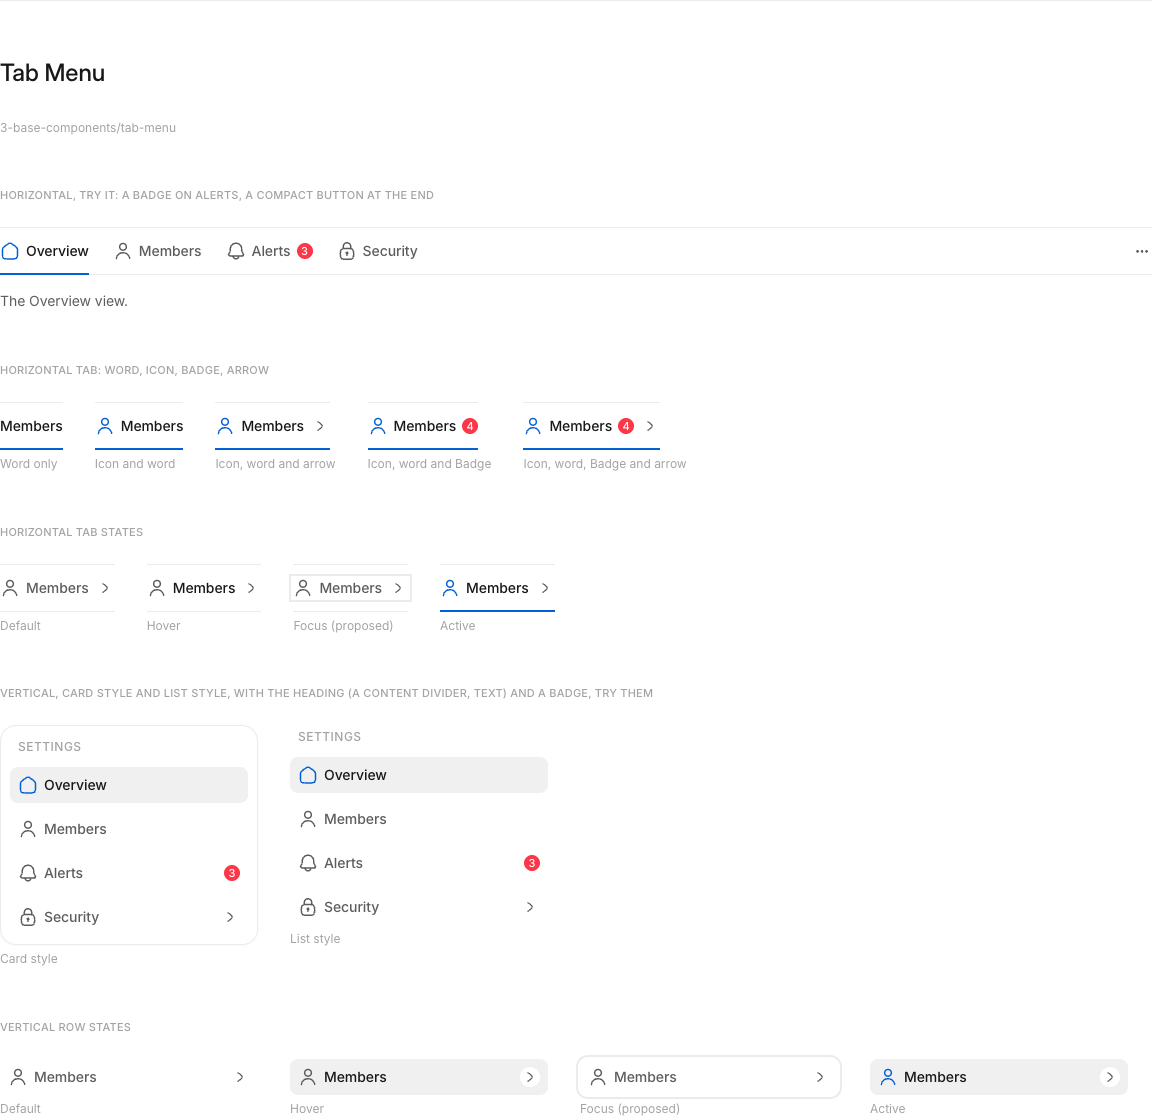 Tab Menu
3-base-components/tab-menu
HORIZONTAL, TRY IT: A BADGE ON ALERTS, A COMPACT BUTTON AT THE END
Overview Members Alerts 3 Security
The Overview view.
HORIZONTAL TAB: WORD, ICON, BADGE, ARROW
Members Members Members Members 4 Members 4
Word only Icon and word Icon, word and arrow Icon, word and Badge Icon, word, Badge and arrow
HORIZONTAL TAB STATES
Members Members Members Members
Default Hover Focus (proposed) Active
VERTICAL, CARD STYLE AND LIST STYLE, WITH THE HEADING (A CONTENT DIVIDER, TEXT) AND A BADGE, TRY THEM
SETTINGS
Overview
Members
Alerts 3
Security
Card style
SETTINGS
Overview
Members
Alerts 3
Security
List style
VERTICAL ROW STATES
Members Members Members Members
Default Hover Focus (proposed) Active